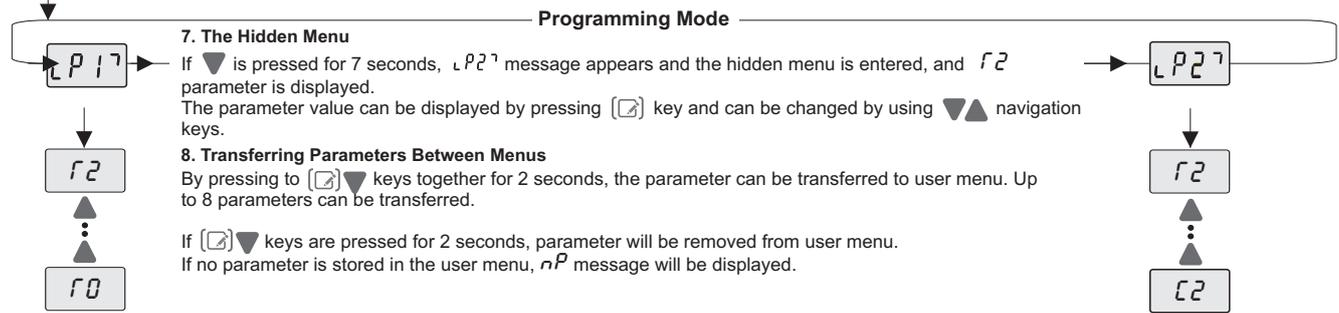 Programming Mode
7. The Hidden Menu
⌞P1⌝
If ▼ is pressed for 7 seconds, ⌞P2⌝ message appears and the hidden menu is entered, and r2
⌞P2⌝
parameter is displayed.
The parameter value can be displayed by pressing key and can be changed by using ▼▲ navigation
keys.
8. Transferring Parameters Between Menus
r2
By pressing to ▼ keys together for 2 seconds, the parameter can be transferred to user menu. Up
r2
to 8 parameters can be transferred.
If ▼ keys are pressed for 2 seconds, parameter will be removed from user menu.
If no parameter is stored in the user menu, nP message will be displayed.
r0
C2